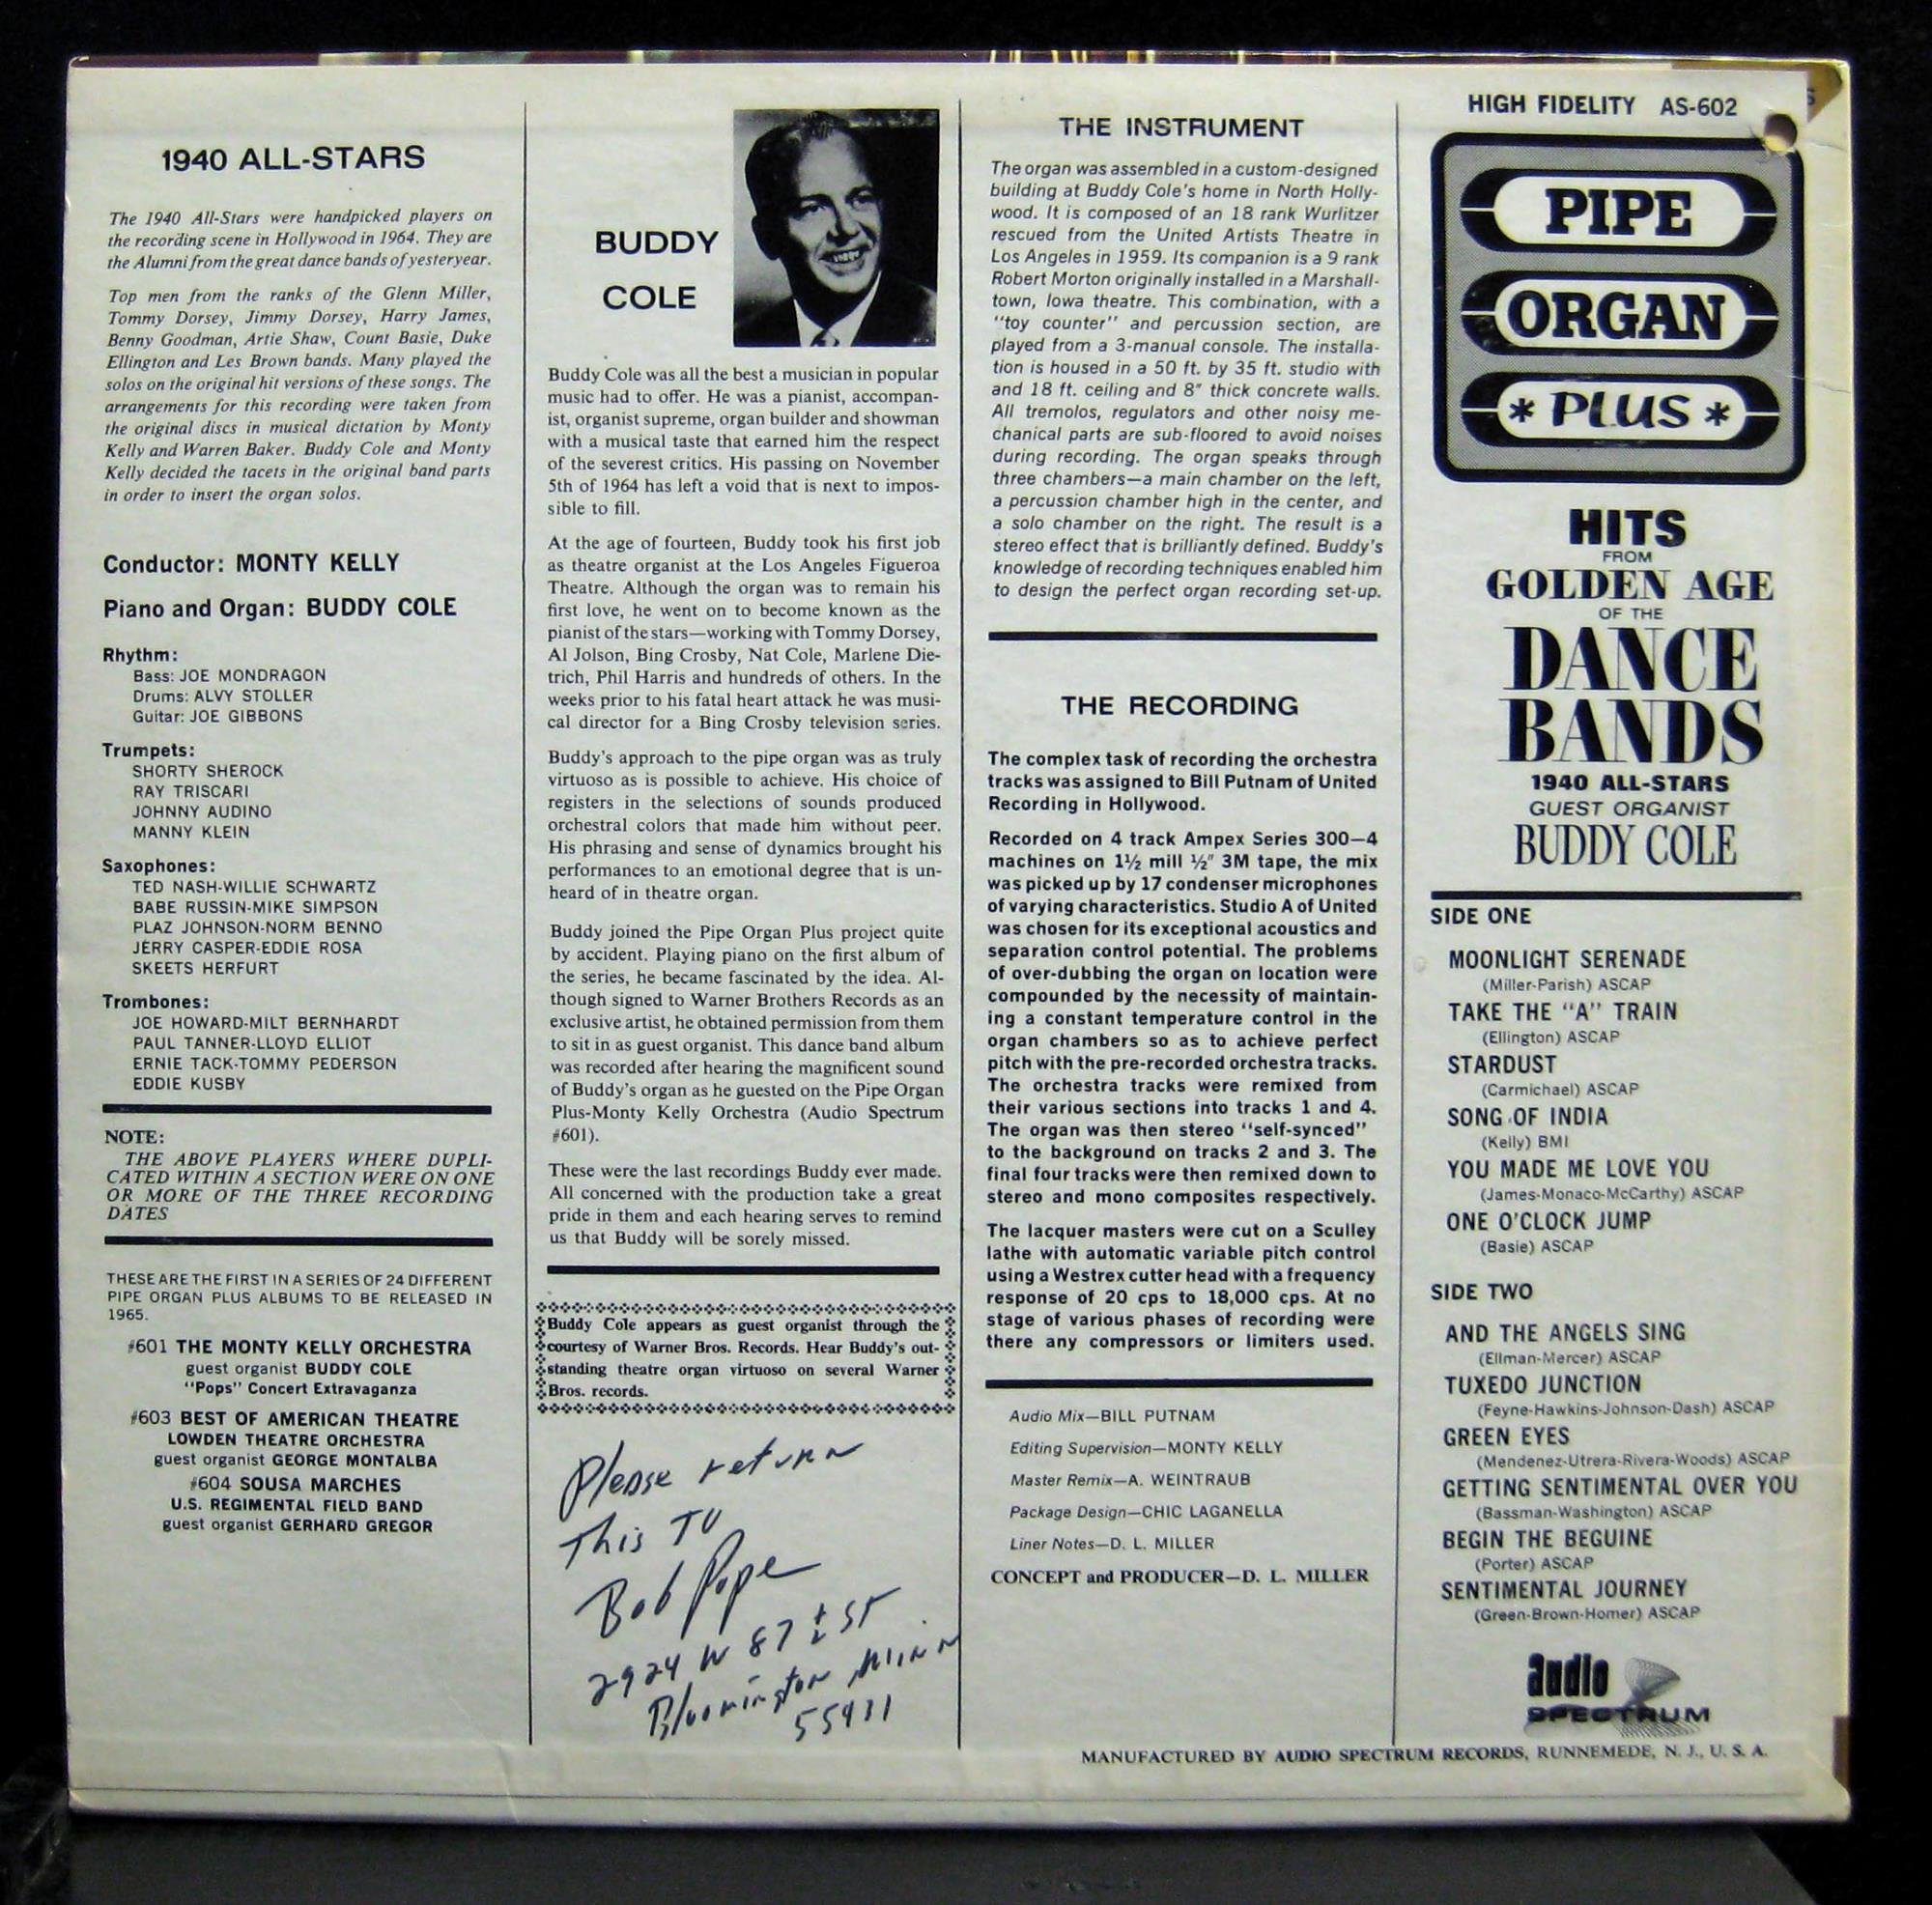 1940 ALL-STARS
The 1940 All-Stars were handpicked players on
the recording scene in Hollywood in 1964. They are
the Alumni from the great dance bands of yesteryear.
Top men from the ranks of the Glenn Miller,
Tommy Dorsey, Jimmy Dorsey, Harry James,
Benny Goodman, Artie Shaw, Count Basie, Duke
Ellington and Les Brown bands. Many played the
solos on the original hit versions of these songs. The
arrangements for this recording were taken from
the original discs in musical dictation by Monty
Kelly and Warren Baker. Buddy Cole and Monty
Kelly decided the tacets in the original band parts
in order to insert the organ solos.
Conductor: MONTY KELLY
Piano and Organ: BUDDY COLE
Rhythm:
Bass: JOE MONDRAGON
Drums: ALVY STOLLER
Guitar: JOE GIBBONS
Trumpets:
SHORTY SHEROCK
RAY TRISCARI
JOHNNY AUDINO
MANNY KLEIN
Saxophones:
TED NASH-WILLIE SCHWARTZ
BABE RUSSIN-MIKE SIMPSON
PLAZ JOHNSON-NORM BENNO
JERRY CASPER-EDDIE ROSA
SKEETS HERFURT
Trombones:
JOE HOWARD-MILT BERNHARDT
PAUL TANNER-LLOYD ELLIOT
ERNIE TACK-TOMMY PEDERSON
EDDIE KUSBY
NOTE:
THE ABOVE PLAYERS WHERE DUPLI-
CATED WITHIN A SECTION WERE ON ONE
OR MORE OF THE THREE RECORDING
DATES
THESE ARE THE FIRST IN A SERIES OF 24 DIFFERENT
PIPE ORGAN PLUS ALBUMS TO BE RELEASED IN
1965.
#601 THE MONTY KELLY ORCHESTRA
guest organist BUDDY COLE
"Pops" Concert Extravaganza
#603 BEST OF AMERICAN THEATRE
LOWDEN THEATRE ORCHESTRA
guest organist GEORGE MONTALBA
#604 SOUSA MARCHES
U.S. REGIMENTAL FIELD BAND
guest organist GERHARD GREGOR
BUDDY
COLE
Buddy Cole was all the best a musician in popular
music had to offer. He was a pianist, accompan-
ist, organist supreme, organ builder and showman
with a musical taste that earned him the respect
of the severest critics. His passing on November
5th of 1964 has left a void that is next to impos-
sible to fill.
At the age of fourteen, Buddy took his first job
as theatre organist at the Los Angeles Figueroa
Theatre. Although the organ was to remain his
first love, he went on to become known as the
pianist of the stars—working with Tommy Dorsey,
Al Jolson, Bing Crosby, Nat Cole, Marlene Die-
trich, Phil Harris and hundreds of others. In the
weeks prior to his fatal heart attack he was musi-
cal director for a Bing Crosby television series.
Buddy's approach to the pipe organ was as truly
virtuoso as is possible to achieve. His choice of
registers in the selections of sounds produced
orchestral colors that made him without peer.
His phrasing and sense of dynamics brought his
performances to an emotional degree that is un-
heard of in theatre organ.
Buddy joined the Pipe Organ Plus project quite
by accident. Playing piano on the first album of
the series, he became fascinated by the idea. Al-
though signed to Warner Brothers Records as an
exclusive artist, he obtained permission from them
to sit in as guest organist. This dance band album
was recorded after hearing the magnificent sound
of Buddy's organ as he guested on the Pipe Organ
Plus-Monty Kelly Orchestra (Audio Spectrum
#601).
These were the last recordings Buddy ever made.
All concerned with the production take a great
pride in them and each hearing serves to remind
us that Buddy will be sorely missed.
Buddy Cole appears as guest organist through the
courtesy of Warner Bros. Records. Hear Buddy's out-
standing theatre organ virtuoso on several Warner
Bros. records.
Please return
This TO
Bob Pope
2924 W 87 1/2 ST
Bloomington Minn
55431
THE INSTRUMENT
The organ was assembled in a custom-designed
building at Buddy Cole's home in North Holly-
wood. It is composed of an 18 rank Wurlitzer
rescued from the United Artists Theatre in
Los Angeles in 1959. Its companion is a 9 rank
Robert Morton originally installed in a Marshall-
town, Iowa theatre. This combination, with a
"toy counter" and percussion section, are
played from a 3-manual console. The installa-
tion is housed in a 50 ft. by 35 ft. studio with
and 18 ft. ceiling and 8" thick concrete walls.
All tremolos, regulators and other noisy me-
chanical parts are sub-floored to avoid noises
during recording. The organ speaks through
three chambers—a main chamber on the left,
a percussion chamber high in the center, and
a solo chamber on the right. The result is a
stereo effect that is brilliantly defined. Buddy's
knowledge of recording techniques enabled him
to design the perfect organ recording set-up.
THE RECORDING
The complex task of recording the orchestra
tracks was assigned to Bill Putnam of United
Recording in Hollywood.
Recorded on 4 track Ampex Series 300—4
machines on 1½ mill ½" 3M tape, the mix
was picked up by 17 condenser microphones
of varying characteristics. Studio A of United
was chosen for its exceptional acoustics and
separation control potential. The problems
of over-dubbing the organ on location were
compounded by the necessity of maintain-
ing a constant temperature control in the
organ chambers so as to achieve perfect
pitch with the pre-recorded orchestra tracks.
The orchestra tracks were remixed from
their various sections into tracks 1 and 4.
The organ was then stereo "self-synced"
to the background on tracks 2 and 3. The
final four tracks were then remixed down to
stereo and mono composites respectively.
The lacquer masters were cut on a Sculley
lathe with automatic variable pitch control
using a Westrex cutter head with a frequency
response of 20 cps to 18,000 cps. At no
stage of various phases of recording were
there any compressors or limiters used.
Audio Mix—BILL PUTNAM
Editing Supervision—MONTY KELLY
Master Remix—A. WEINTRAUB
Package Design—CHIC LAGANELLA
Liner Notes—D. L. MILLER
CONCEPT and PRODUCER—D. L. MILLER
HIGH FIDELITY AS-602
PIPE
ORGAN
* PLUS *
HITS
FROM
GOLDEN AGE
OF THE
DANCE
BANDS
1940 ALL-STARS
GUEST ORGANIST
BUDDY COLE
SIDE ONE
MOONLIGHT SERENADE
(Miller-Parish) ASCAP
TAKE THE "A" TRAIN
(Ellington) ASCAP
STARDUST
(Carmichael) ASCAP
SONG OF INDIA
(Kelly) BMI
YOU MADE ME LOVE YOU
(James-Monaco-McCarthy) ASCAP
ONE O'CLOCK JUMP
(Basie) ASCAP
SIDE TWO
AND THE ANGELS SING
(Ellman-Mercer) ASCAP
TUXEDO JUNCTION
(Feyne-Hawkins-Johnson-Dash) ASCAP
GREEN EYES
(Mendenez-Utrera-Rivera-Woods) ASCAP
GETTING SENTIMENTAL OVER YOU
(Bassman-Washington) ASCAP
BEGIN THE BEGUINE
(Porter) ASCAP
SENTIMENTAL JOURNEY
(Green-Brown-Homer) ASCAP
audio
SPECTRUM
MANUFACTURED BY AUDIO SPECTRUM RECORDS, RUNNEMEDE, N. J., U. S. A.